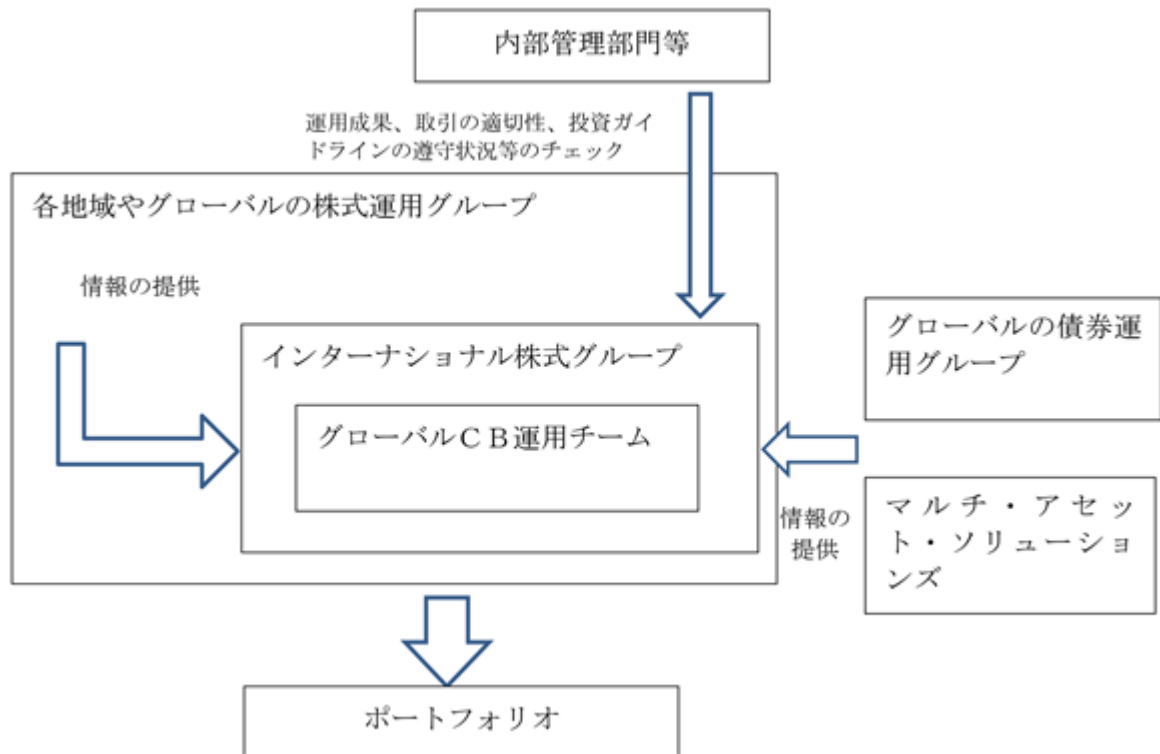 内部管理部門等
運用成果、取引の適切性、投資ガイ
ドラインの遵守状況等のチェック
各地域やグローバルの株式運用グループ
情報の提供
インターナショナル株式グループ
グローバルＣＢ運用チーム
グローバルの債券運
用グループ
情報の
提供
マルチ・アセッ
ト・ソリューショ
ンズ
ポートフォリオ